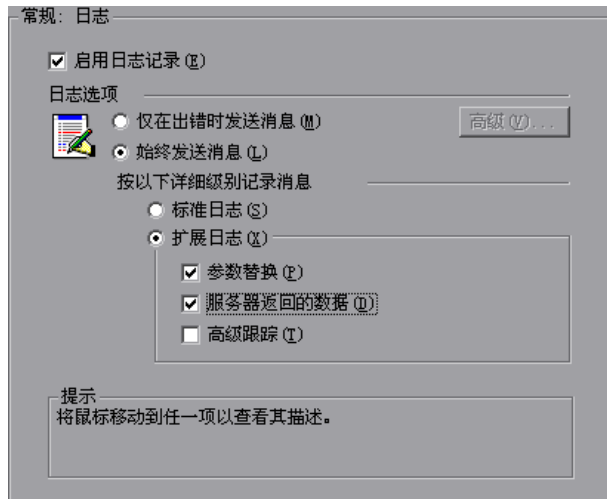 常规: 日志
启用日志记录(E)
日志选项
仅在出错时发送消息(M)
高级(V)...
始终发送消息(L)
按以下详细级别记录消息
标准日志(S)
扩展日志(X)
参数替换(P)
服务器返回的数据(D)
高级跟踪(T)
提示
将鼠标移动到任一项以查看其描述。